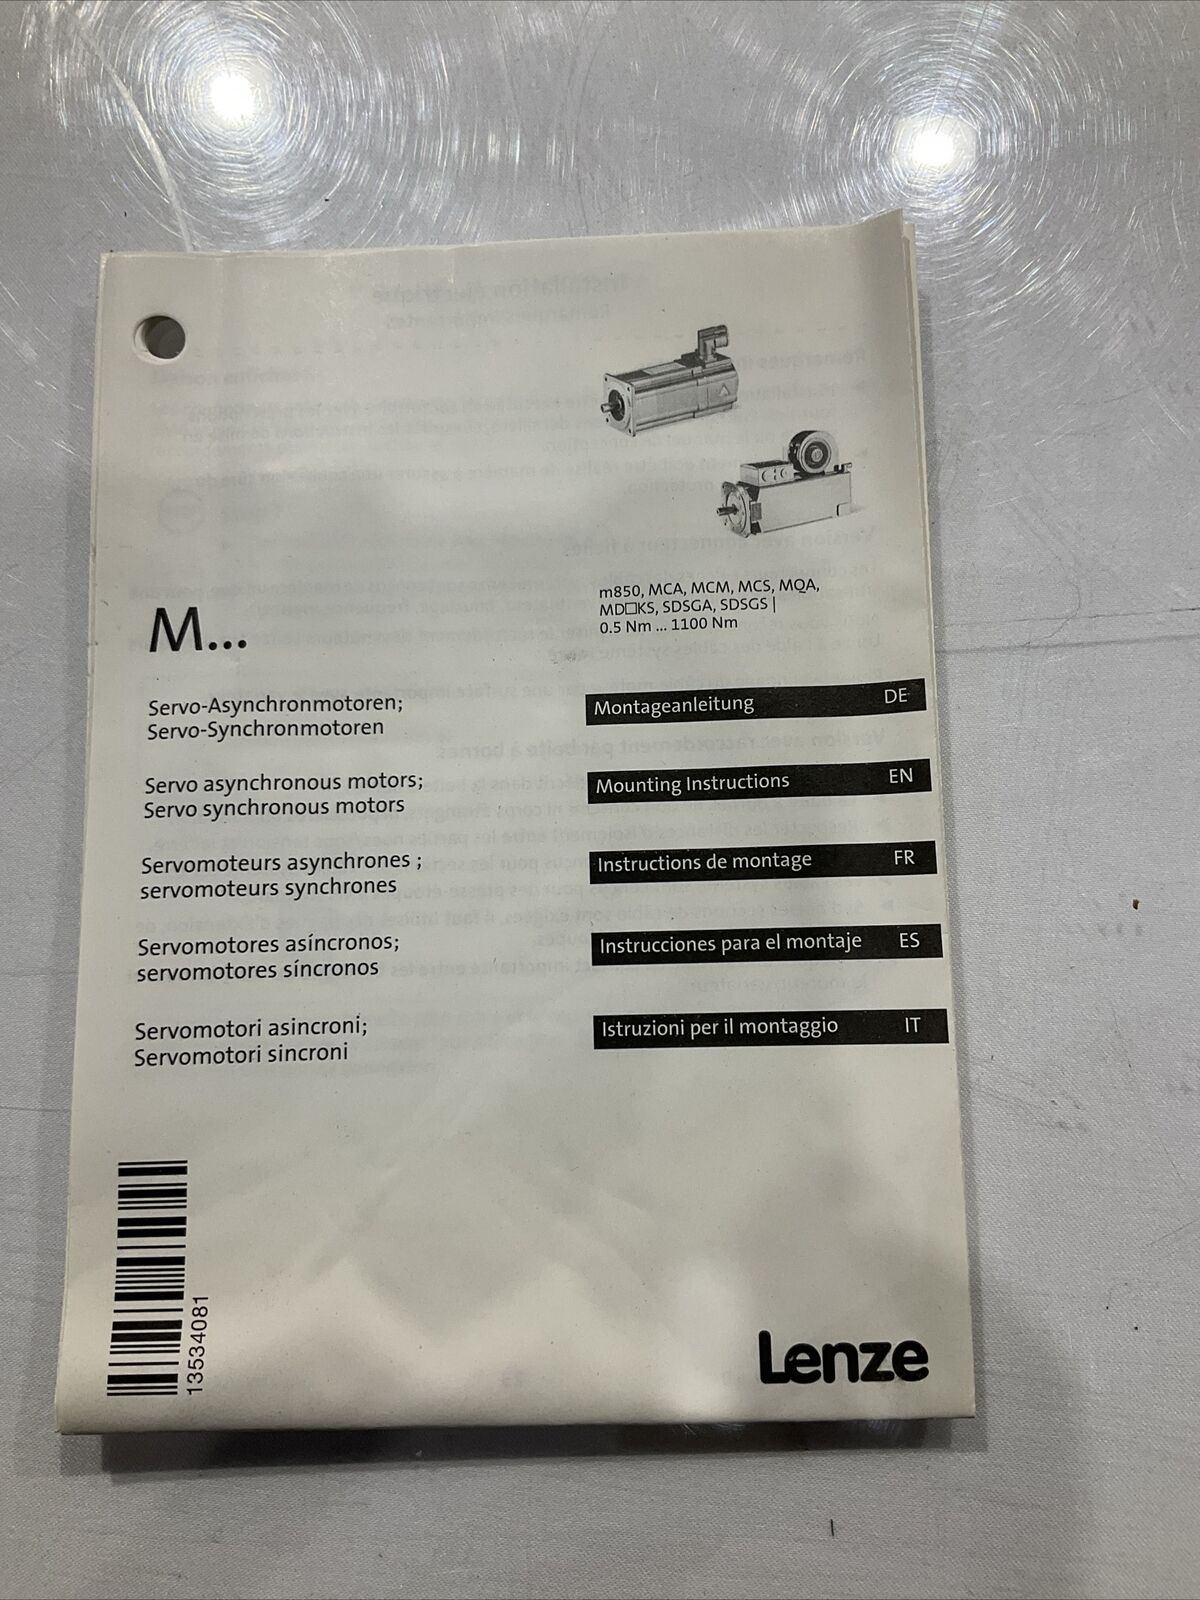 m850, MCA, MCM, MCS, MQA,
MD□KS, SDSGA, SDSGS |
0.5 Nm ... 1100 Nm
M...
Servo-Asynchronmotoren;
Servo-Synchronmotoren
Montageanleitung DE
Servo asynchronous motors;
Servo synchronous motors
Mounting Instructions EN
Servomoteurs asynchrones ;
servomoteurs synchrones
Instructions de montage FR
Servomotores asíncronos;
servomotores síncronos
Instrucciones para el montaje ES
Servomotori asincroni;
Servomotori sincroni
Istruzioni per il montaggio IT
13534081
Lenze